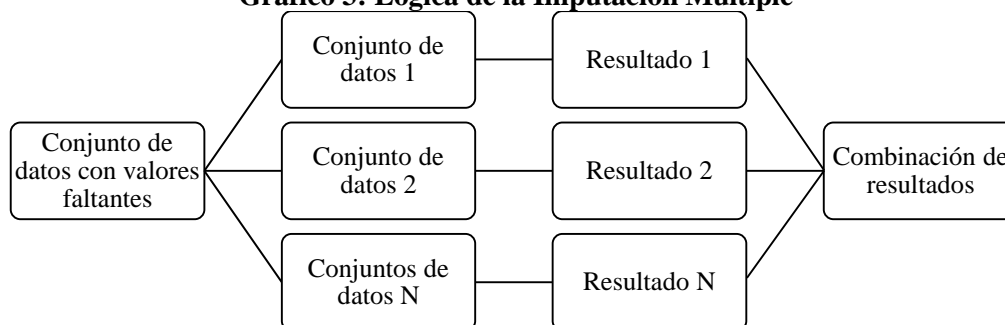 Gráfico 3: Lógica de la Imputación Múltiple
Conjunto de
datos 1
Resultado 1
Conjunto de
datos con valores
faltantes
Conjunto de
datos 2
Resultado 2
Combinación de
resultados
Conjuntos de
datos N
Resultado N